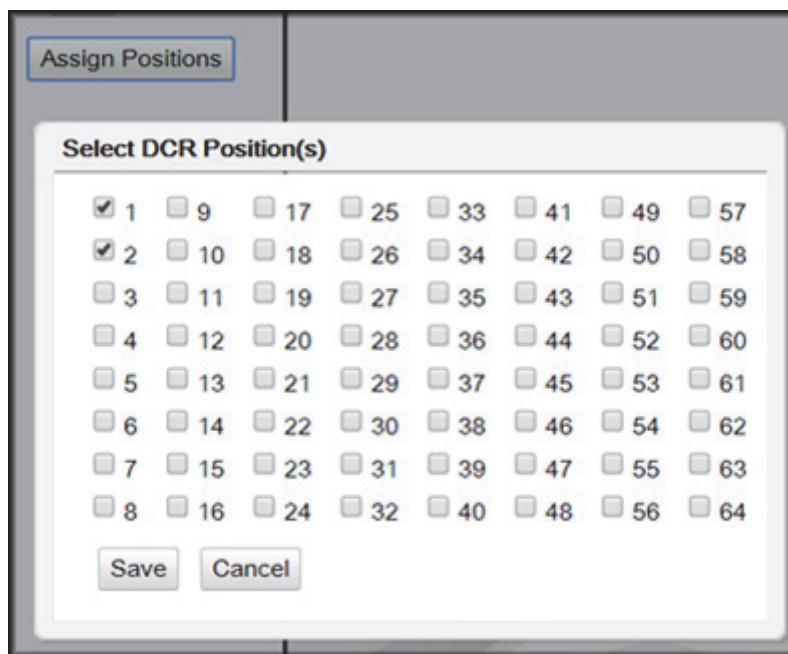 Assign Positions
Select DCR Position(s)
1 9 17 25 33 41 49 57
2 10 18 26 34 42 50 58
3 11 19 27 35 43 51 59
4 12 20 28 36 44 52 60
5 13 21 29 37 45 53 61
6 14 22 30 38 46 54 62
7 15 23 31 39 47 55 63
8 16 24 32 40 48 56 64
Save Cancel